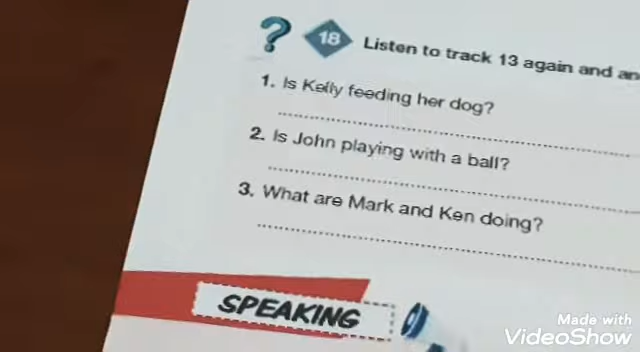 ?
18 Listen to track 13 again and an
1. Is Kelly feeding her dog?
2. Is John playing with a ball?
3. What are Mark and Ken doing?
SPEAKING
Made with
VideoShow